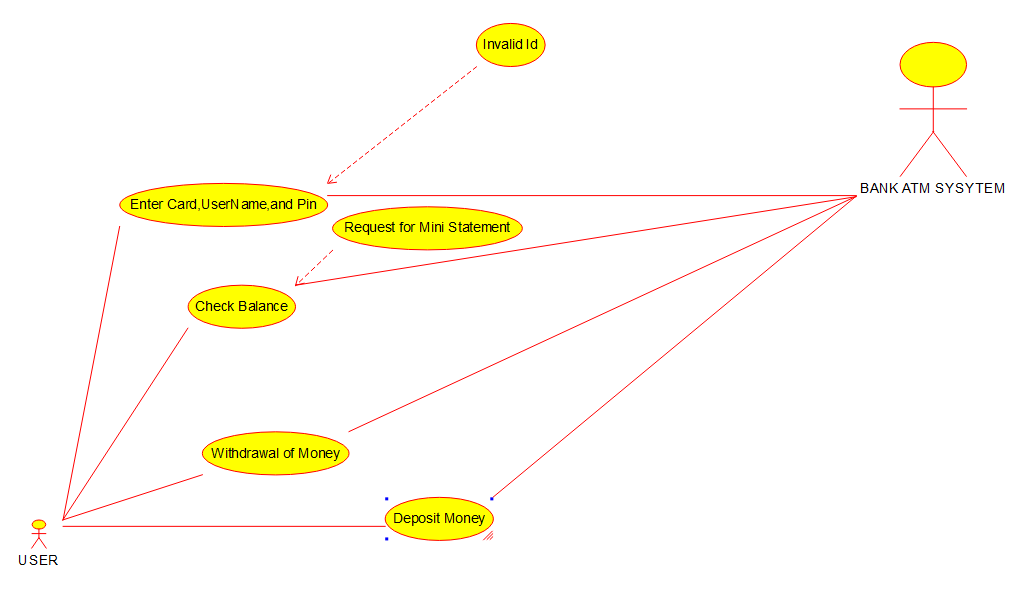 Invalid Id
BANK ATM SYSYTEM
Enter Card,UserName,and Pin
Request for Mini Statement
Check Balance
Withdrawal of Money
Deposit Money
USER